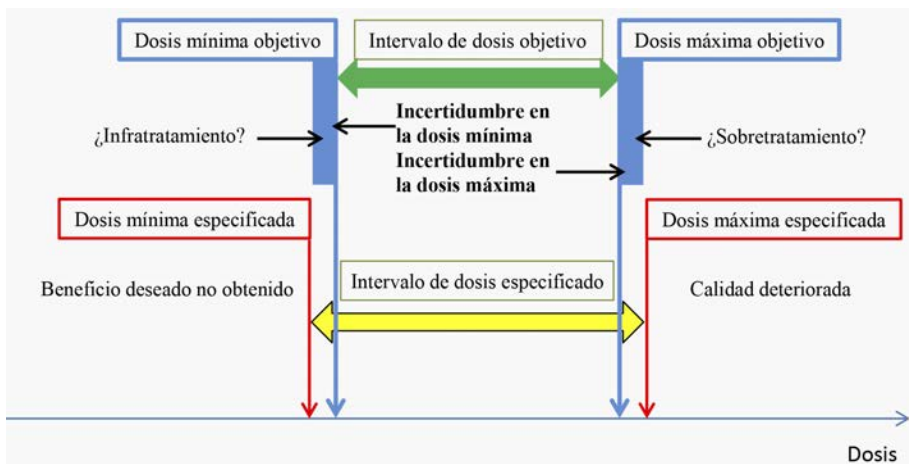 Dosis mínima objetivo
Intervalo de dosis objetivo
Dosis máxima objetivo
¿Infratratamiento?
Incertidumbre en
la dosis mínima
Incertidumbre en
la dosis máxima
¿Sobretratamiento?
Dosis mínima especificada
Dosis máxima especificada
Beneficio deseado no obtenido
Intervalo de dosis especificado
Calidad deteriorada
Dosis